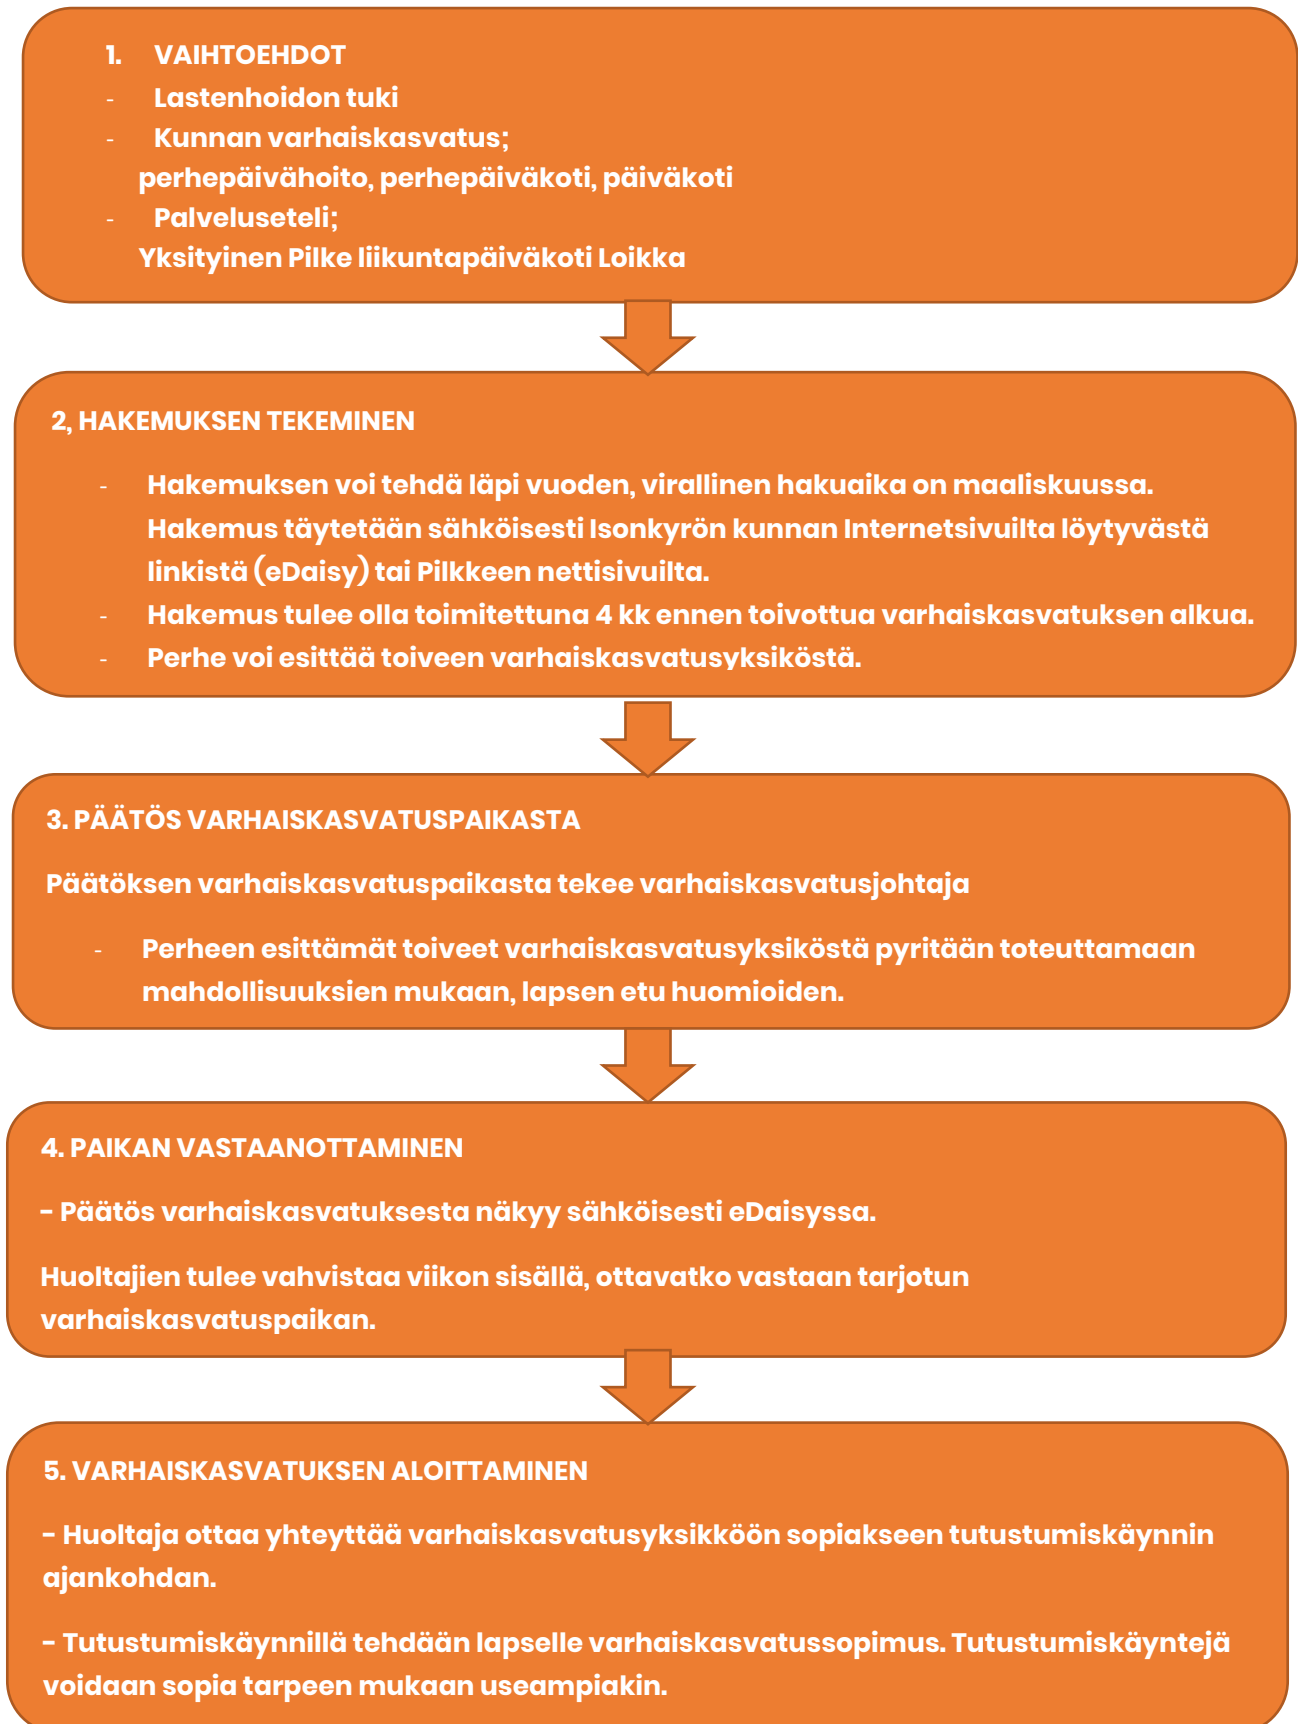 1. VAIHTOEHDOT
- Lastenhoidon tuki
- Kunnan varhaiskasvatus;
perhepäivähoito, perhepäiväkoti, päiväkoti
- Palveluseteli;
Yksityinen Pilke liikuntapäiväkoti Loikka
2, HAKEMUKSEN TEKEMINEN
- Hakemuksen voi tehdä läpi vuoden, virallinen hakuaika on maaliskuussa.
Hakemus täytetään sähköisesti Isonkyrön kunnan Internetsivuilta löytyvästä
linkistä (eDaisy) tai Pilkkeen nettisivuilta.
- Hakemus tulee olla toimitettuna 4 kk ennen toivottua varhaiskasvatuksen alkua.
- Perhe voi esittää toiveen varhaiskasvatusyksiköstä.
3. PÄÄTÖS VARHAISKASVATUSPAIKASTA
Päätöksen varhaiskasvatuspaikasta tekee varhaiskasvatusjohtaja
- Perheen esittämät toiveet varhaiskasvatusyksiköstä pyritään toteuttamaan
mahdollisuuksien mukaan, lapsen etu huomioiden.
4. PAIKAN VASTAANOTTAMINEN
- Päätös varhaiskasvatuksesta näkyy sähköisesti eDaisyssa.
Huoltajien tulee vahvistaa viikon sisällä, ottavatko vastaan tarjotun
varhaiskasvatuspaikan.
5. VARHAISKASVATUKSEN ALOITTAMINEN
- Huoltaja ottaa yhteyttää varhaiskasvatusyksikköön sopiakseen tutustumiskäynnin
ajankohdan.
- Tutustumiskäynnillä tehdään lapselle varhaiskasvatussopimus. Tutustumiskäyntejä
voidaan sopia tarpeen mukaan useampiakin.